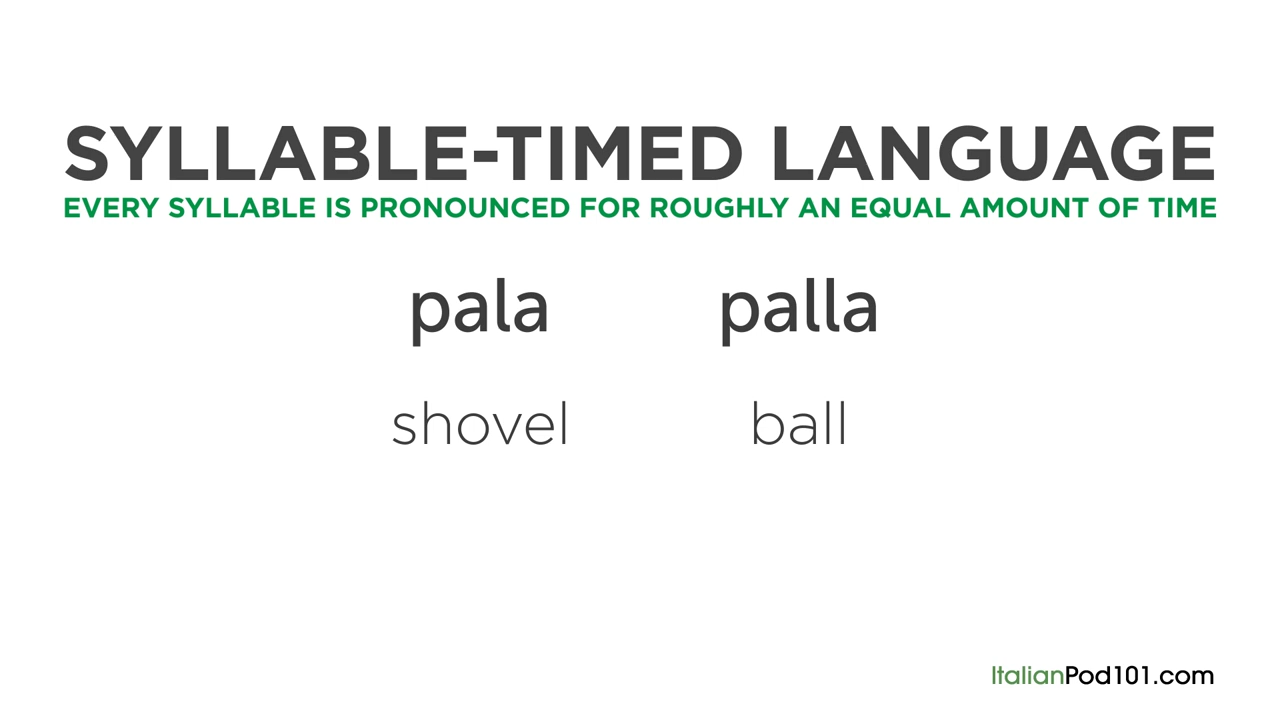 SYLLABLE-TIMED LANGUAGE
EVERY SYLLABLE IS PRONOUNCED FOR ROUGHLY AN EQUAL AMOUNT OF TIME
pala palla
shovel ball
ItalianPod101.com